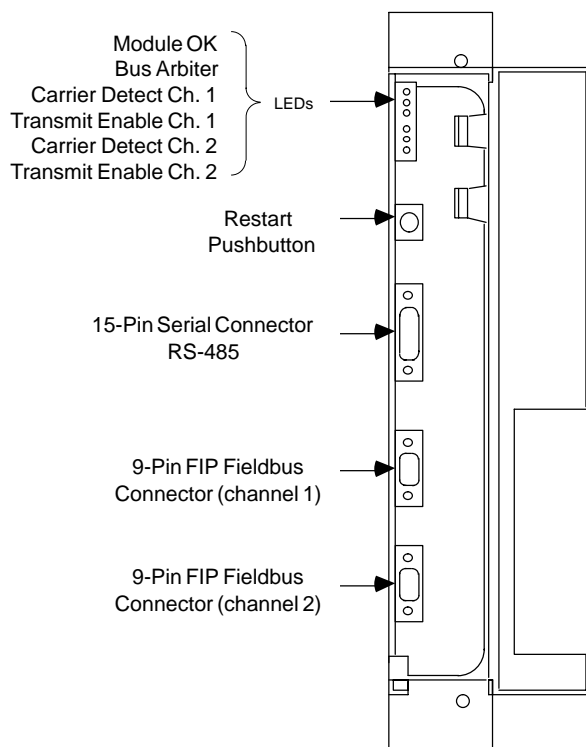 Module OK
Bus Arbiter
Carrier Detect Ch. 1
Transmit Enable Ch. 1
Carrier Detect Ch. 2
Transmit Enable Ch. 2
LEDs
Restart
Pushbutton
15-Pin Serial Connector
RS-485
9-Pin FIP Fieldbus
Connector (channel 1)
9-Pin FIP Fieldbus
Connector (channel 2)